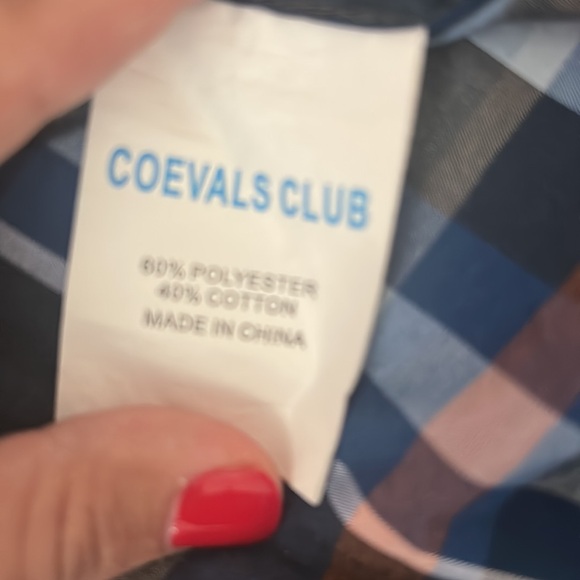 COEVALS CLUB
60% POLYESTER
40% COTTON
MADE IN CHINA